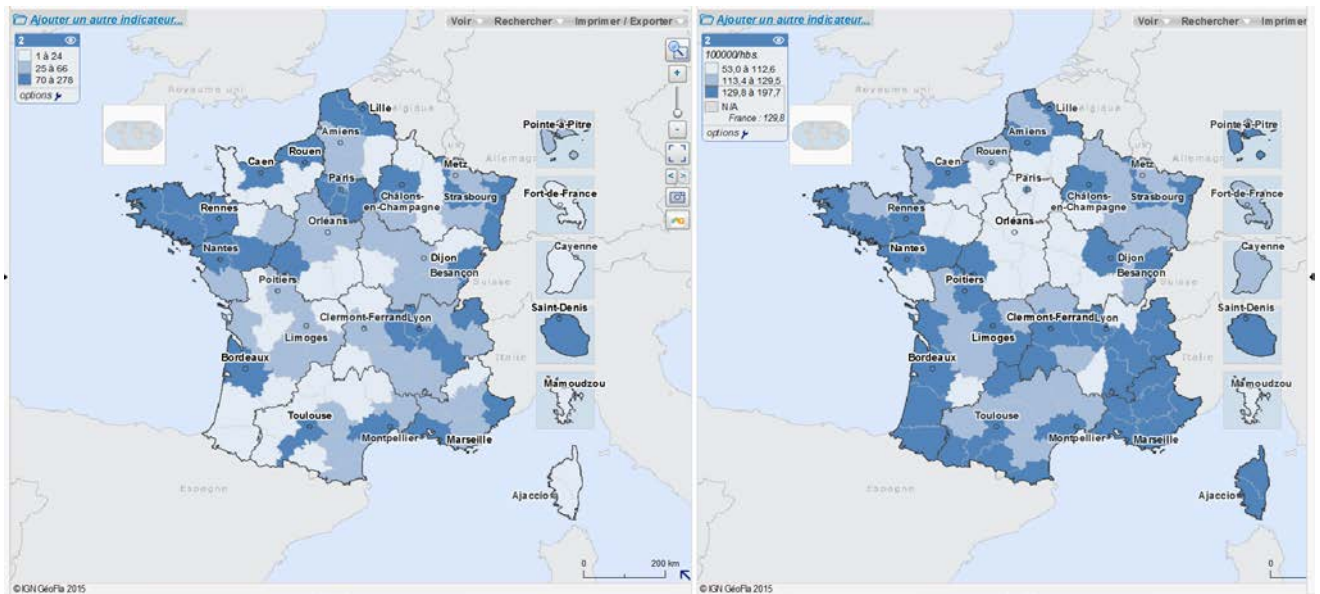 Ajouter un autre indicateur...
Voir Rechercher Imprimer / Exporter
2
1 à 24
25 à 66
70 à 278
options
Royaume uni
Belgique
Lille
Amiens
Pointe-à-Pitre
Rouen
Caen
Metz
Allemagne
Paris
Châlons-
en-Champagne
Strasbourg
Fort-de-France
Rennes
Orléans
Nantes
Dijon
Cayenne
Besançon
Suisse
Poitiers
Saint-Denis
Clermont-Ferrand
Lyon
Limoges
Bordeaux
Italie
Mamoudzou
Toulouse
Montpellier
Marseille
Espagne
Ajaccio
0 200 km
© IGN GéoFla 2015
Ajouter un autre indicateur...
Voir Rechercher Imprimer
2
100000/hbs.
53,0 à 112,6
113,4 à 129,5
129,8 à 197,7
N/A
France : 129,8
options
Royaume uni
Belgique
Lille
Amiens
Pointe-à-Pitre
Rouen
Caen
Metz
Allemagne
Paris
Châlons-
en-Champagne
Strasbourg
Fort-de-France
Rennes
Orléans
Nantes
Dijon
Cayenne
Besançon
Suisse
Poitiers
Saint-Denis
Clermont-Ferrand
Lyon
Limoges
Bordeaux
Italie
Mamoudzou
Toulouse
Montpellier
Marseille
Espagne
Ajaccio
0
© IGN GéoFla 2015